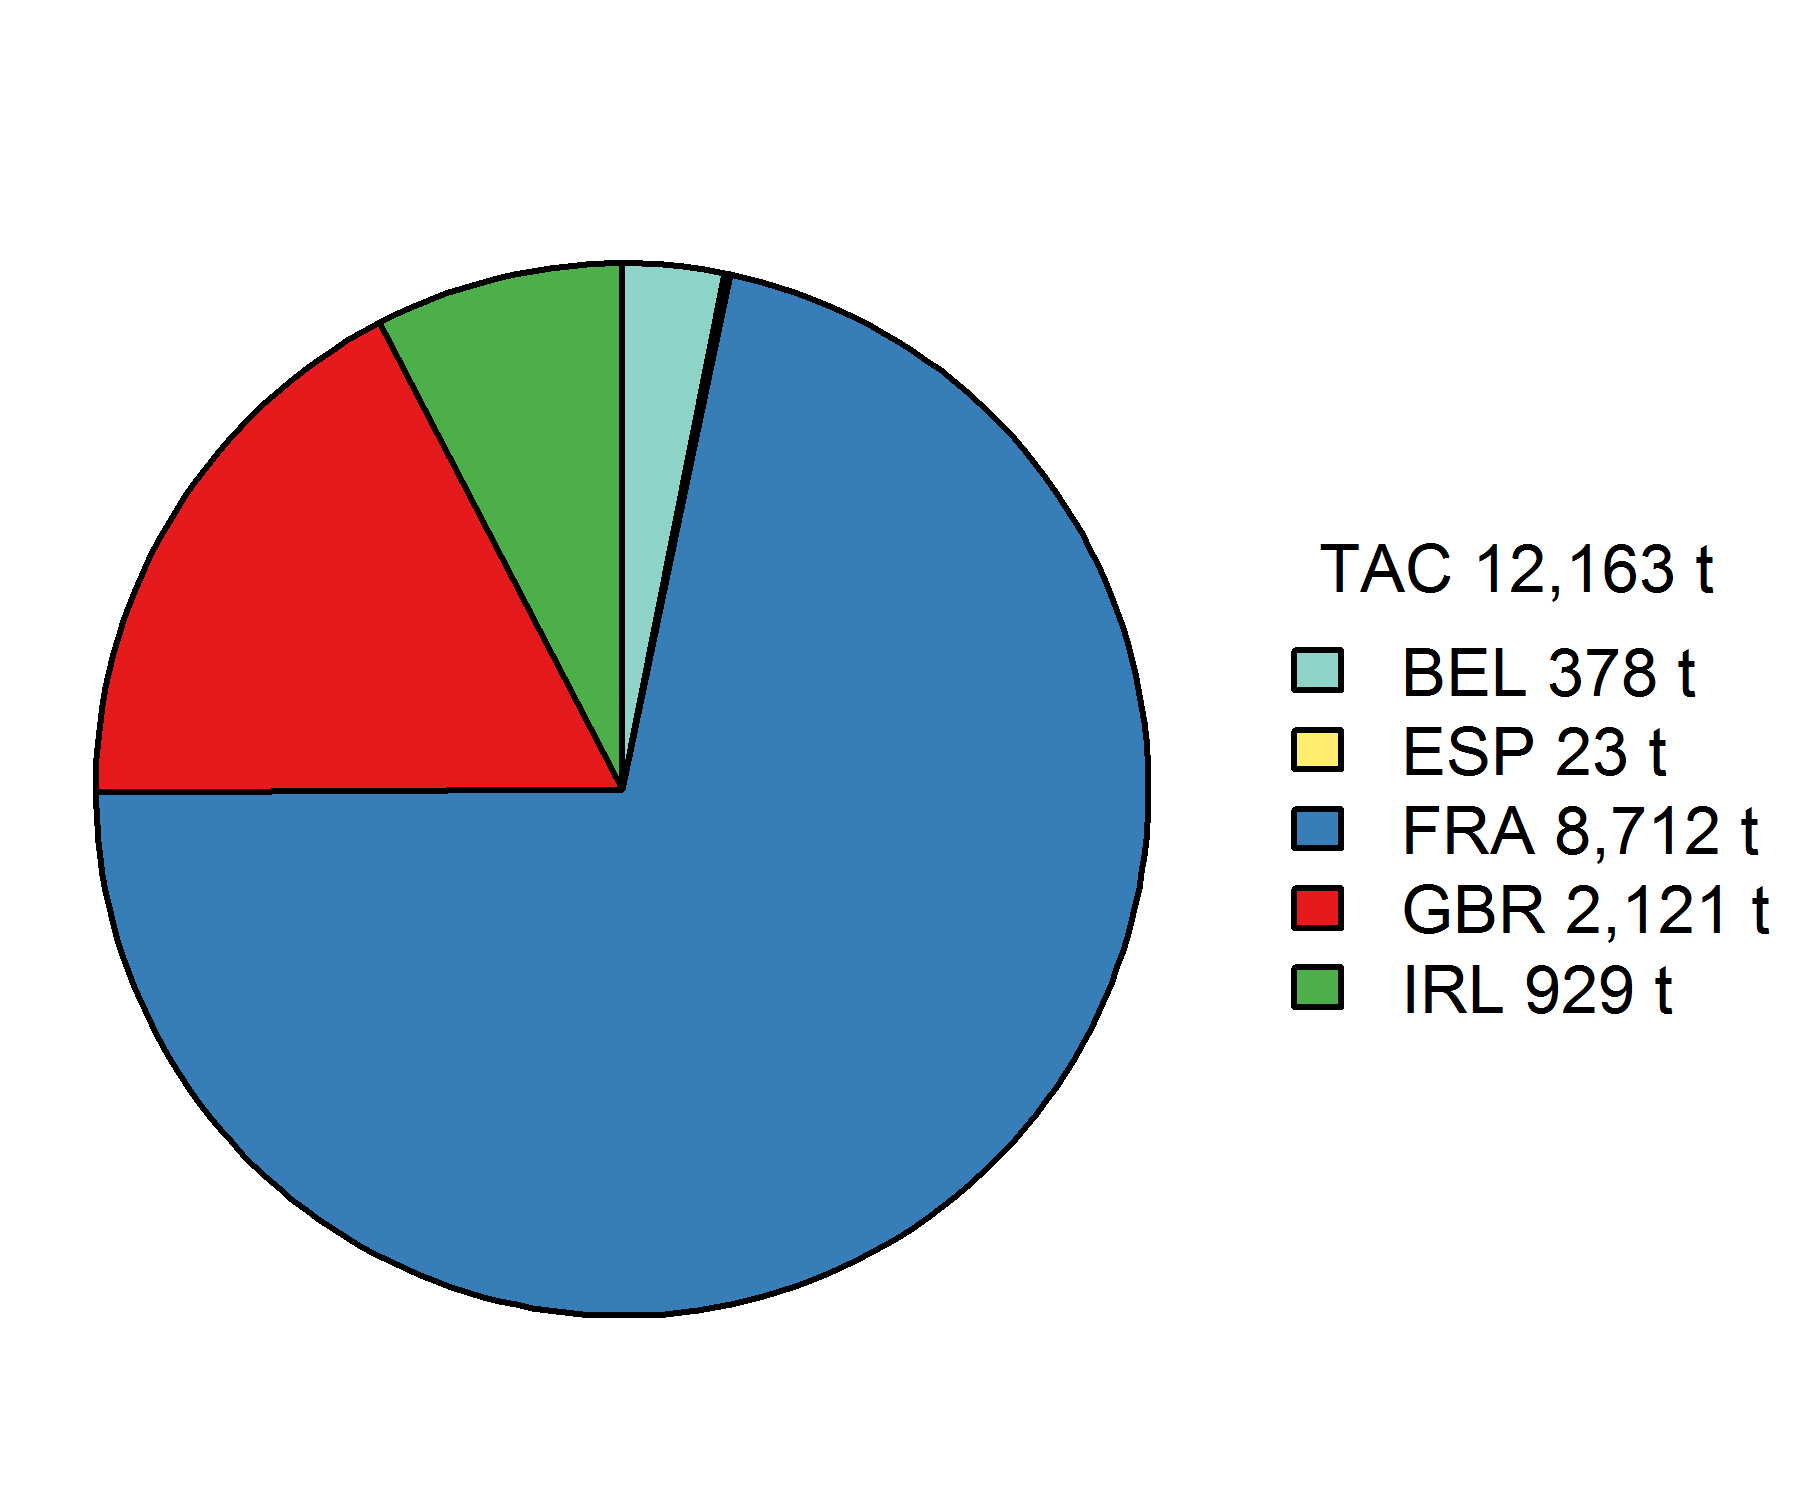 TAC 12,163 t
BEL 378 t
ESP 23 t
FRA 8,712 t
GBR 2,121 t
IRL 929 t